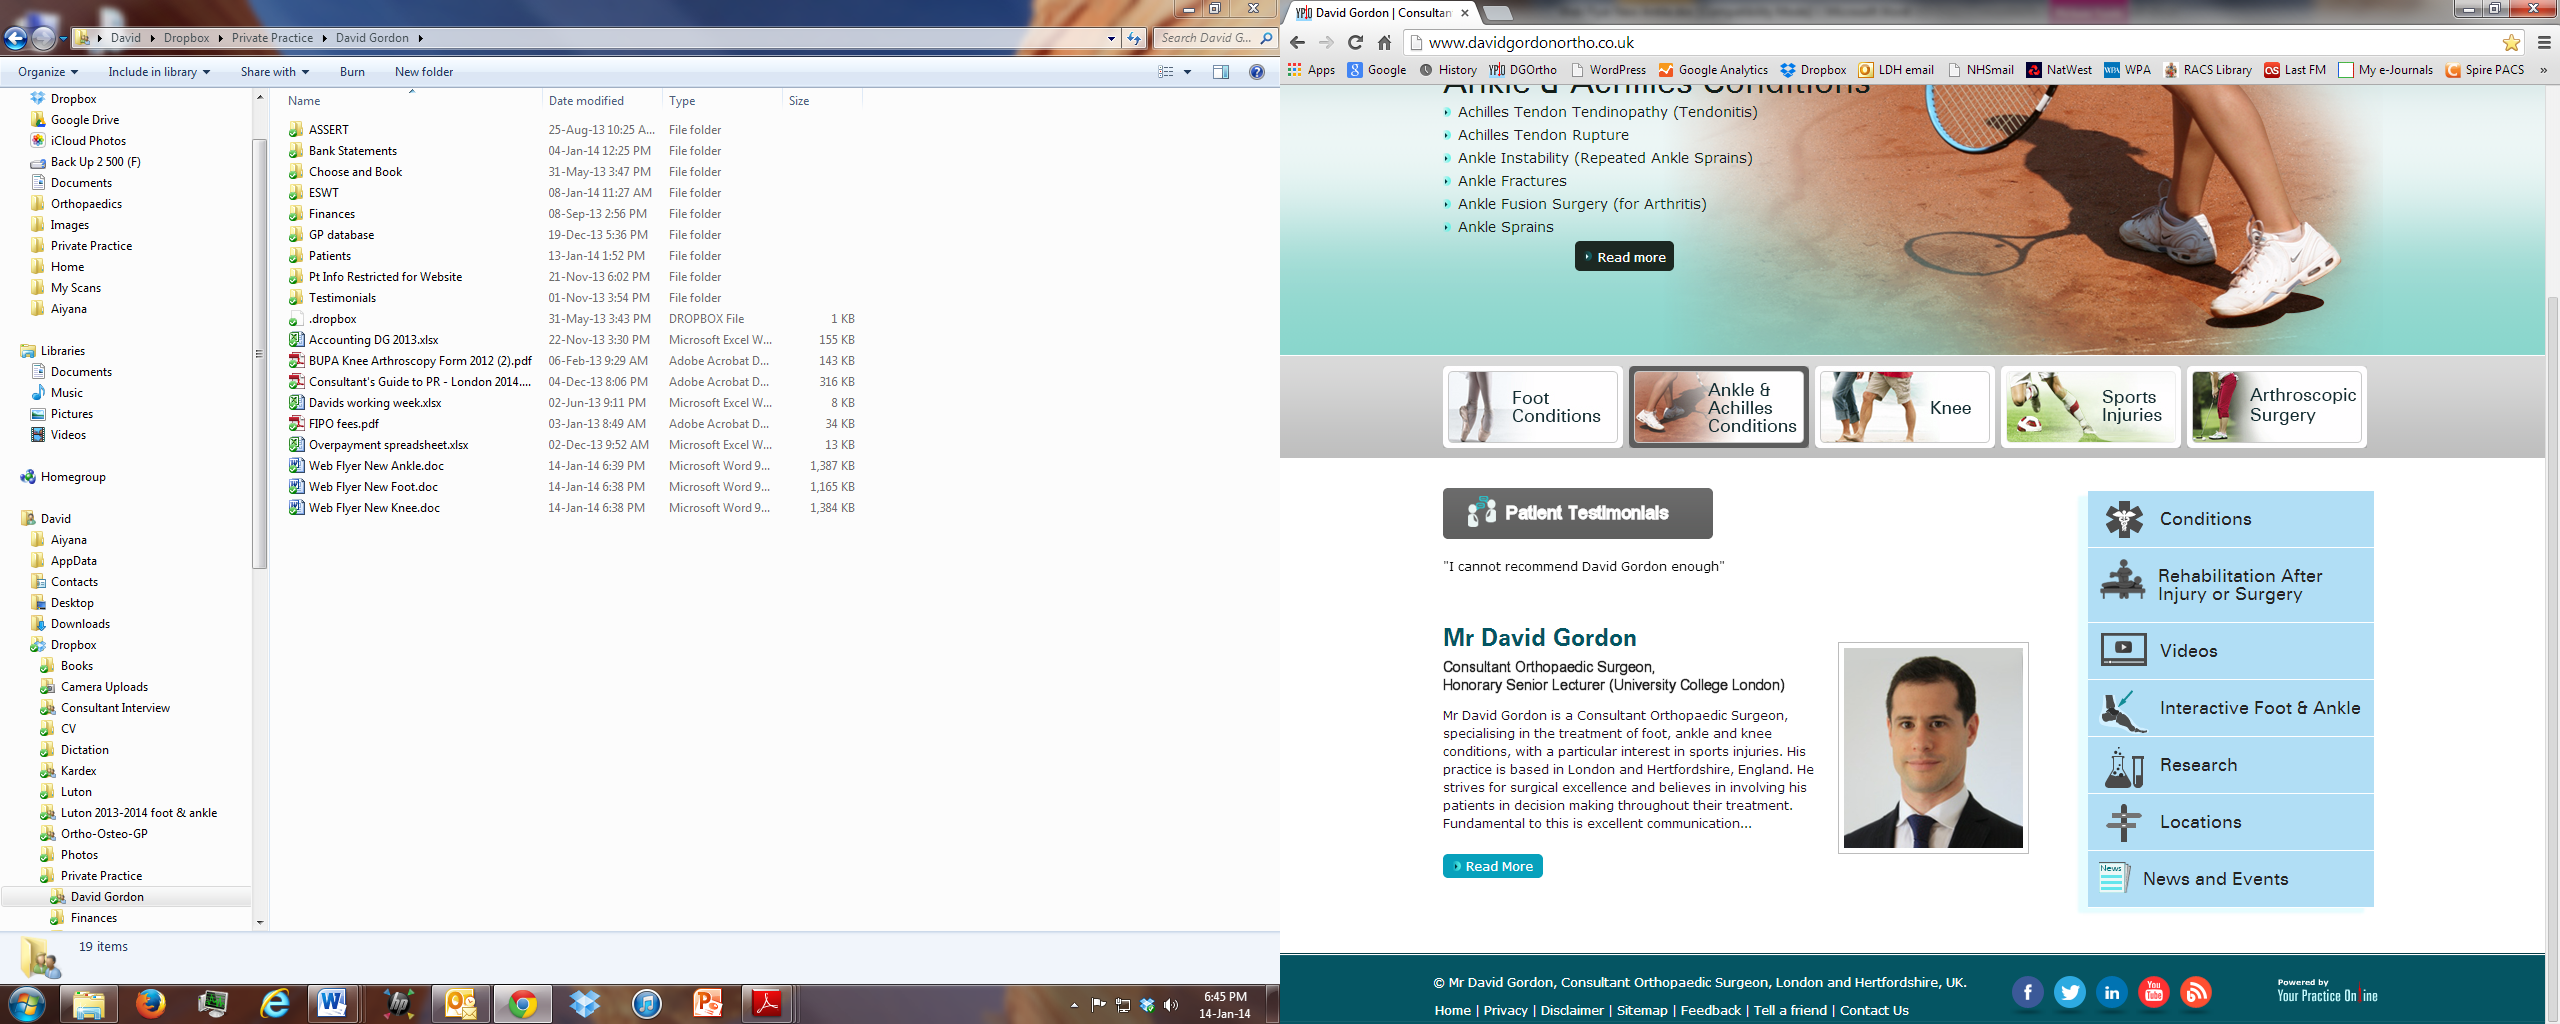 David Dropbox Private Practice David Gordon
Search David G...
Organize Include in library Share with Burn New folder
Dropbox
Google Drive
iCloud Photos
Back Up 2 500 (F)
Documents
Orthopaedics
Images
Private Practice
Home
My Scans
Aiyana
Libraries
Documents
Music
Pictures
Videos
Homegroup
David
Aiyana
AppData
Contacts
Desktop
Downloads
Dropbox
Books
Camera Uploads
Consultant Interview
CV
Dictation
Kardex
Luton
Luton 2013-2014 foot & ankle
Ortho-Osteo-GP
Photos
Private Practice
David Gordon
Finances
Name Date modified Type Size
ASSERT 25-Aug-13 10:25 A... File folder
Bank Statements 04-Jan-14 12:25 PM File folder
Choose and Book 31-May-13 3:47 PM File folder
ESWT 08-Jan-14 11:27 AM File folder
Finances 08-Sep-13 2:56 PM File folder
GP database 19-Dec-13 5:36 PM File folder
Patients 13-Jan-14 1:52 PM File folder
Pt Info Restricted for Website 21-Nov-13 6:02 PM File folder
Testimonials 01-Nov-13 3:54 PM File folder
.dropbox 31-May-13 3:43 PM DROPBOX File 1 KB
Accounting DG 2013.xlsx 22-Nov-13 3:30 PM Microsoft Excel W... 155 KB
BUPA Knee Arthroscopy Form 2012 (2).pdf 06-Feb-13 9:29 AM Adobe Acrobat D... 143 KB
Consultant's Guide to PR - London 2014.... 04-Dec-13 8:06 PM Adobe Acrobat D... 316 KB
Davids working week.xlsx 02-Jun-13 9:11 PM Microsoft Excel W... 8 KB
FIPO fees.pdf 03-Jan-13 8:49 AM Adobe Acrobat D... 34 KB
Overpayment spreadsheet.xlsx 02-Dec-13 9:52 AM Microsoft Excel W... 13 KB
Web Flyer New Ankle.doc 14-Jan-14 6:39 PM Microsoft Word 9... 1,387 KB
Web Flyer New Foot.doc 14-Jan-14 6:38 PM Microsoft Word 9... 1,165 KB
Web Flyer New Knee.doc 14-Jan-14 6:38 PM Microsoft Word 9... 1,384 KB
19 items
6:45 PM
14-Jan-14
David Gordon | Consultan
www.davidgordonortho.co.uk
Apps Google History DGOrtho WordPress Google Analytics Dropbox LDH email NHSmail NatWest WPA RACS Library Last FM My e-Journals Spire PACS »
Ankle & Achilles Conditions
Achilles Tendon Tendinopathy (Tendonitis)
Achilles Tendon Rupture
Ankle Instability (Repeated Ankle Sprains)
Ankle Fractures
Ankle Fusion Surgery (for Arthritis)
Ankle Sprains
Read more
Foot
Conditions
Ankle &
Achilles
Conditions
Knee
Sports
Injuries
Arthroscopic
Surgery
Patient Testimonials
"I cannot recommend David Gordon enough"
Mr David Gordon
Consultant Orthopaedic Surgeon,
Honorary Senior Lecturer (University College London)
Mr David Gordon is a Consultant Orthopaedic Surgeon,
specialising in the treatment of foot, ankle and knee
conditions, with a particular interest in sports injuries. His
practice is based in London and Hertfordshire, England. He
strives for surgical excellence and believes in involving his
patients in decision making throughout their treatment.
Fundamental to this is excellent communication...
Read More
Conditions
Rehabilitation After
Injury or Surgery
Videos
Interactive Foot & Ankle
Research
Locations
News
News and Events
© Mr David Gordon, Consultant Orthopaedic Surgeon, London and Hertfordshire, UK.
Home | Privacy | Disclaimer | Sitemap | Feedback | Tell a friend | Contact Us
You
Tube
Powered by
Your Practice Online